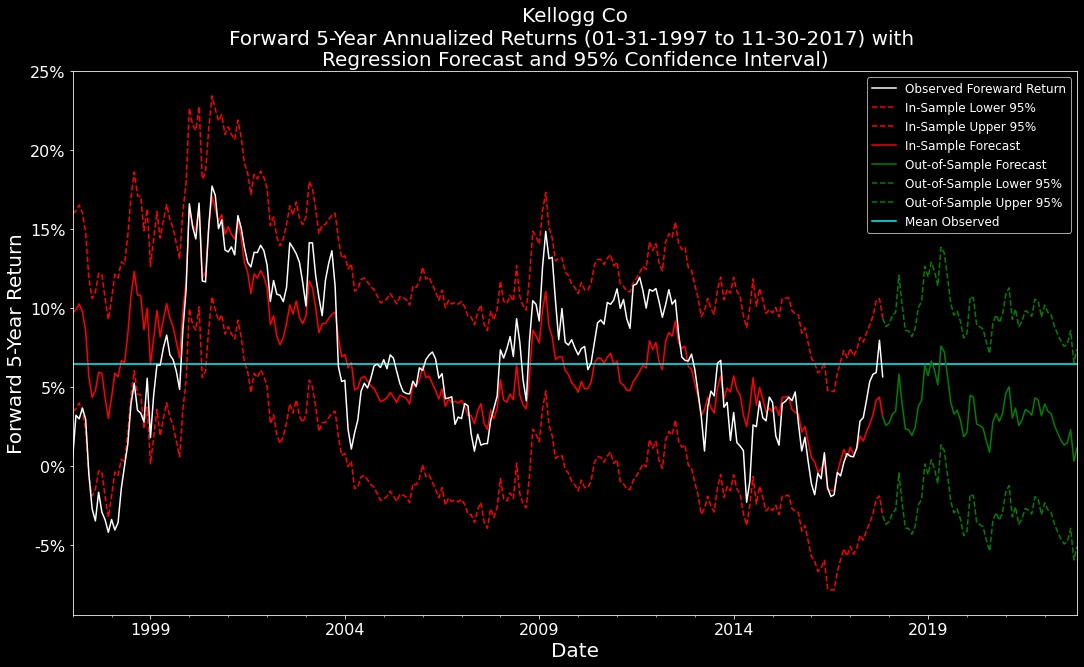 Kellogg Co
Forward 5-Year Annualized Returns (01-31-1997 to 11-30-2017) with
Regression Forecast and 95% Confidence Interval)
25%
20%
15%
10%
5%
0%
-5%
Forward 5-Year Return
Observed Foreward Return
In-Sample Lower 95%
In-Sample Upper 95%
In-Sample Forecast
Out-of-Sample Forecast
Out-of-Sample Lower 95%
Out-of-Sample Upper 95%
Mean Observed
1999
2004
2009
2014
2019
Date